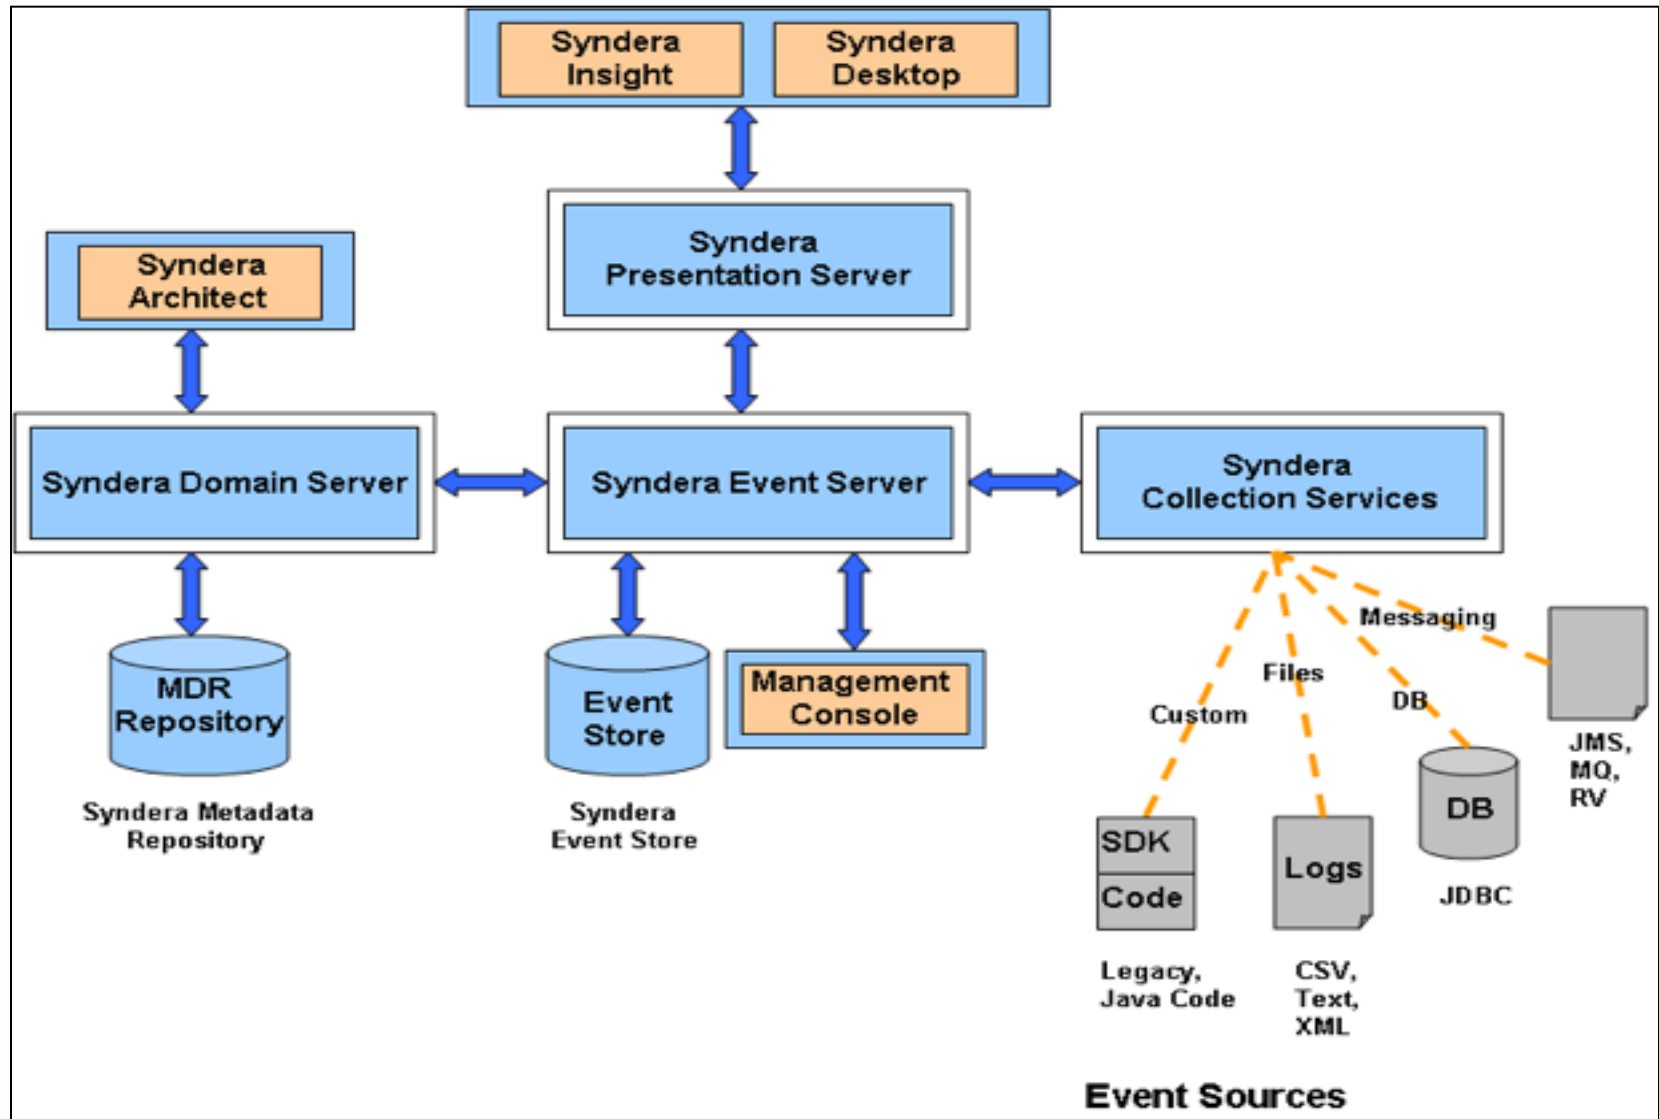 Syndera
Insight
Syndera
Desktop
Syndera
Presentation Server
Syndera
Architect
Syndera Domain Server
Syndera Event Server
Syndera
Collection Services
MDR
Repository
Syndera Metadata
Repository
Event
Store
Syndera
Event Store
Management
Console
Messaging
Files
DB
Custom
JMS,
MQ,
RV
DB
JDBC
SDK
Code
Legacy,
Java Code
Logs
CSV,
Text,
XML
Event Sources